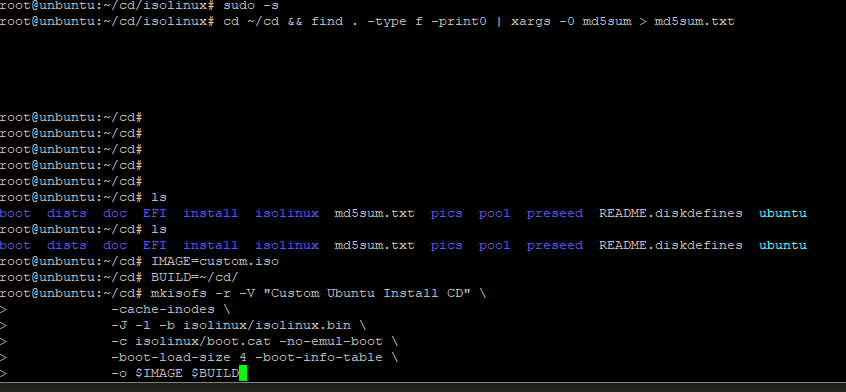 root@unbuntu:~/cd/isolinux# sudo -s
root@unbuntu:~/cd/isolinux# cd ~/cd && find . -type f -print0 | xargs -0 md5sum > md5sum.txt
root@unbuntu:~/cd#
root@unbuntu:~/cd#
root@unbuntu:~/cd#
root@unbuntu:~/cd#
root@unbuntu:~/cd#
root@unbuntu:~/cd# ls
boot  dists  doc  EFI  install  isolinux  md5sum.txt  pics  pool  preseed  README.diskdefines  ubuntu
root@unbuntu:~/cd# ls
boot  dists  doc  EFI  install  isolinux  md5sum.txt  pics  pool  preseed  README.diskdefines  ubuntu
root@unbuntu:~/cd# IMAGE=custom.iso
root@unbuntu:~/cd# BUILD=~/cd/
root@unbuntu:~/cd# mkisofs -r -V "Custom Ubuntu Install CD" \
>             -cache-inodes \
>             -J -l -b isolinux/isolinux.bin \
>             -c isolinux/boot.cat -no-emul-boot \
>             -boot-load-size 4 -boot-info-table \
>             -o $IMAGE $BUILD